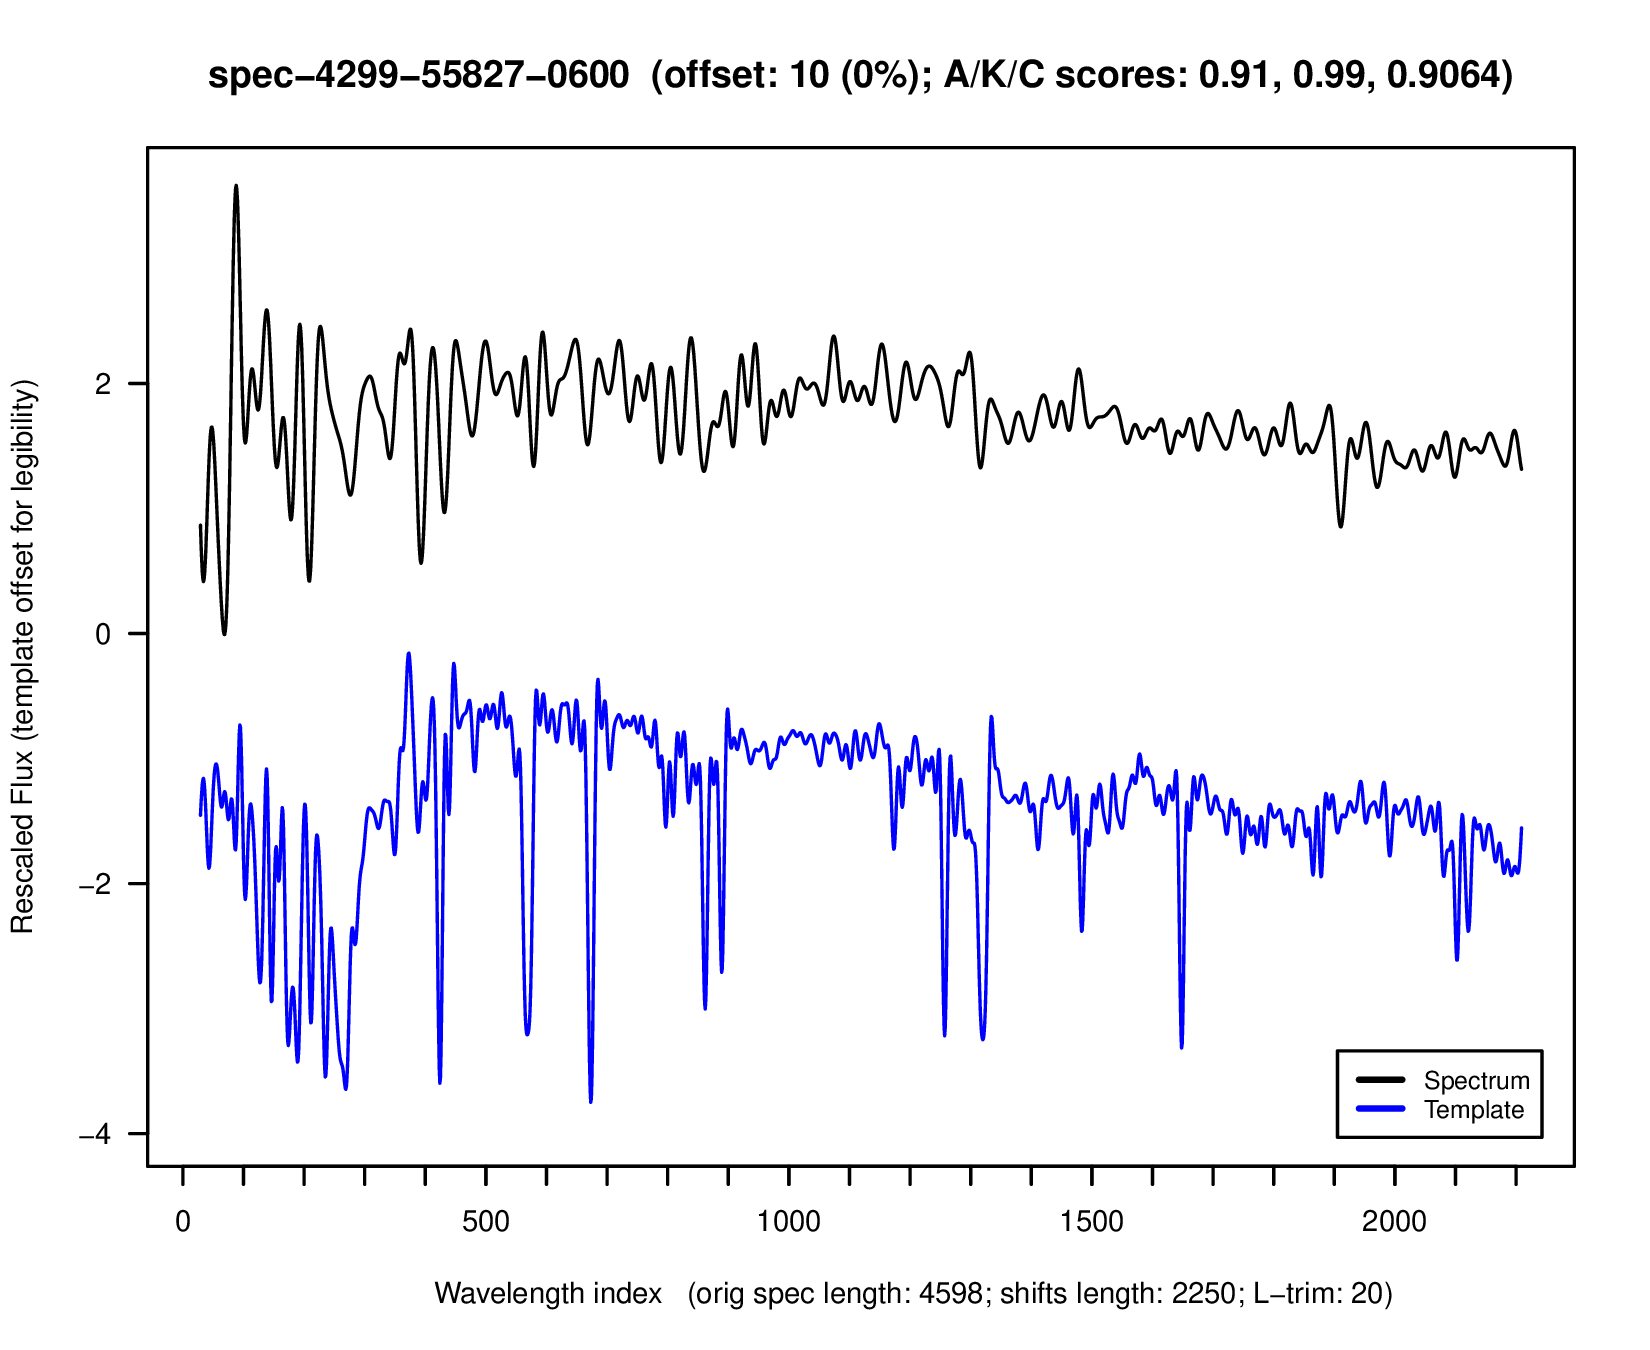 spec−4299−55827−0600 (offset: 10 (0%); A/K/C scores: 0.91, 0.99, 0.9064)
Rescaled Flux (template offset for legibility)
2
0
−2
−4
Spectrum
Template
0 500 1000 1500 2000
Wavelength index (orig spec length: 4598; shifts length: 2250; L−trim: 20)